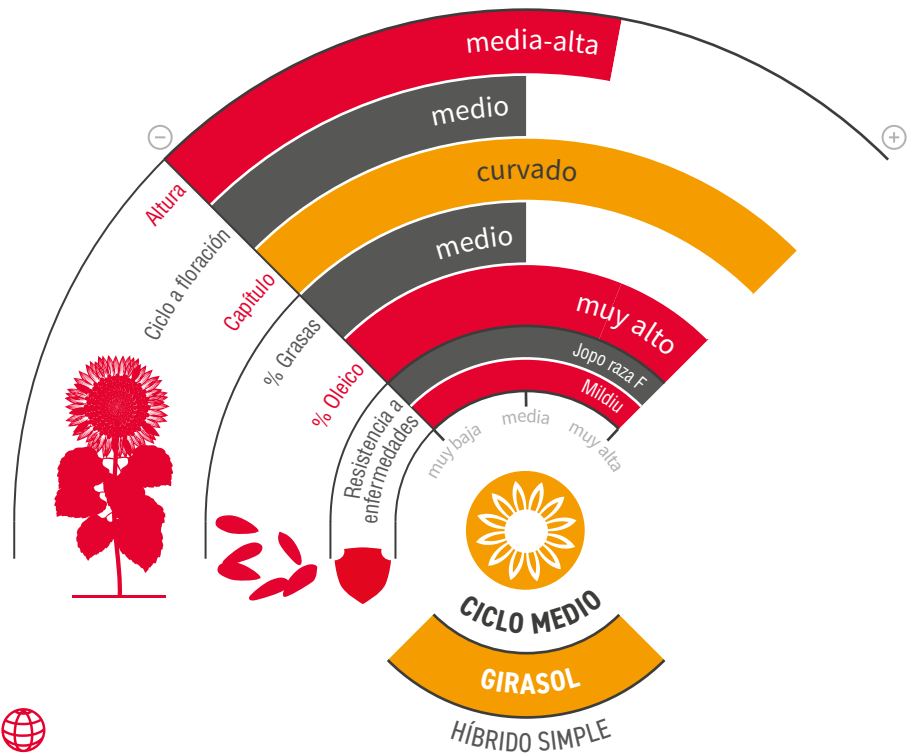 media-alta
medio
curvado
medio
muy alto
Jopo raza F
Mildiu
Altura
Ciclo a floración
Capítulo
% Grasas
% Oleico
Resistencia a
enfermedades
muy baja
media
muy alta
CICLO MEDIO
GIRASOL
HÍBRIDO SIMPLE